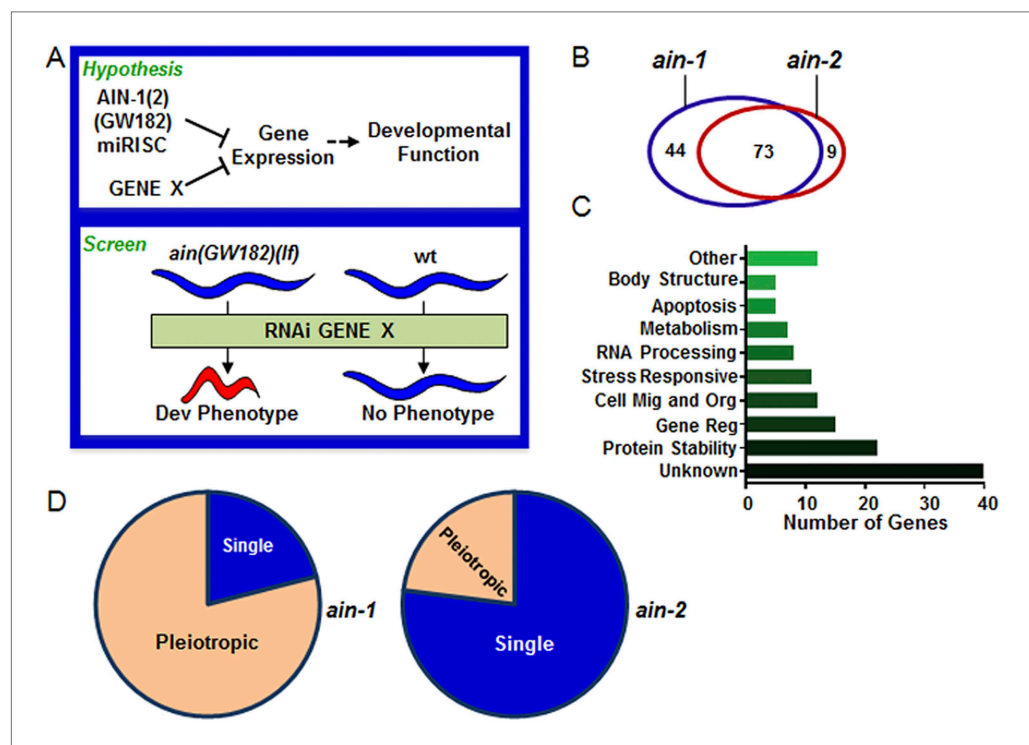 A
Hypothesis
AIN-1(2)
(GW182)
miRISC
GENE X
Gene
Expression
Developmental
Function
Screen
ain(GW182)(lf)
wt
RNAi GENE X
Dev Phenotype
No Phenotype
B
ain-1
ain-2
44
73
9
C
Other
Body Structure
Apoptosis
Metabolism
RNA Processing
Stress Responsive
Cell Mig and Org
Gene Reg
Protein Stability
Unknown
0 10 20 30 40
Number of Genes
D
Single
Pleiotropic
ain-1
Pleiotropic
Single
ain-2